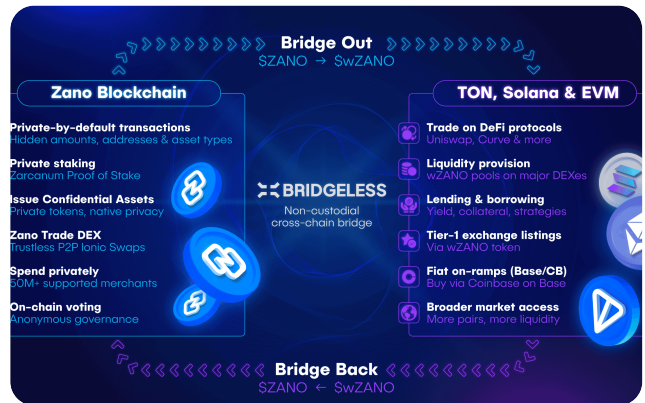 Bridge Out
$ZANO → $wZANO
Zano Blockchain
Private-by-default transactions
Hidden amounts, addresses & asset types
Private staking
Zarcanum Proof of Stake
Issue Confidential Assets
Private tokens, native privacy
Zano Trade DEX
Trustless P2P Ionic Swaps
Spend privately
50M+ supported merchants
On-chain voting
Anonymous governance
BRIDGELESS
Non-custodial
cross-chain bridge
TON, Solana & EVM
Trade on DeFi protocols
Uniswap, Curve & more
Liquidity provision
wZANO pools on major DEXes
Lending & borrowing
Yield, collateral, strategies
Tier-1 exchange listings
Via wZANO token
Fiat on-ramps (Base/CB)
Buy via Coinbase on Base
Broader market access
More pairs, more liquidity
Bridge Back
$ZANO ← $wZANO